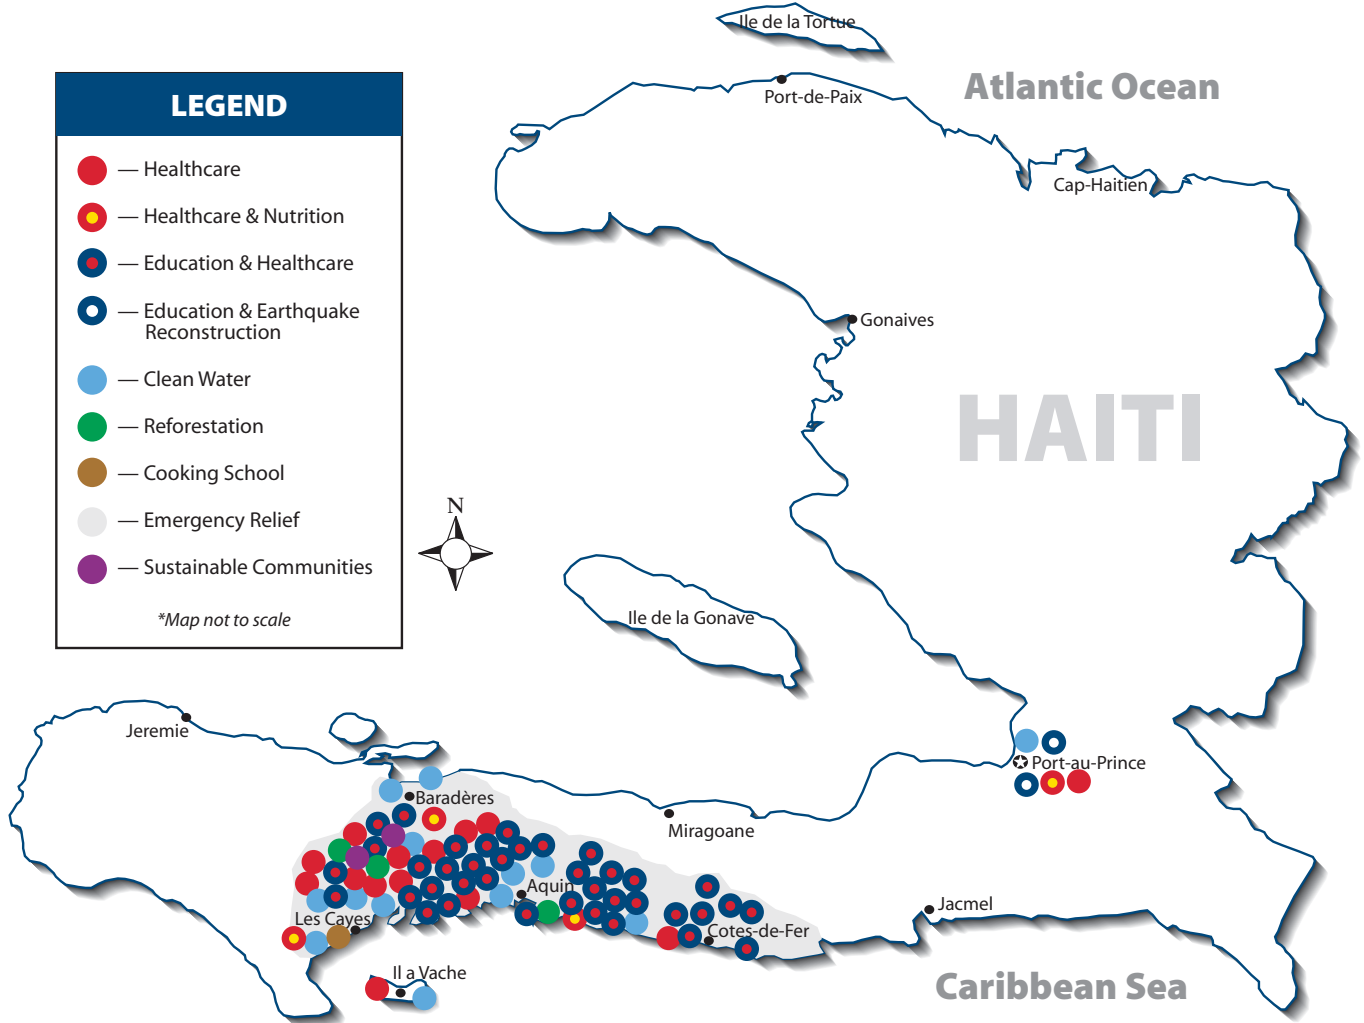 Ile de la Tortue
Atlantic Ocean
Port-de-Paix
LEGEND
— Healthcare
— Healthcare & Nutrition
— Education & Healthcare
— Education & Earthquake
Reconstruction
— Clean Water
— Reforestation
— Cooking School
— Emergency Relief
— Sustainable Communities
*Map not to scale
Cap-Haitien
Gonaives
HAITI
N
Ile de la Gonave
Jeremie
Port-au-Prince
Baradères
Miragoane
Aquin
Les Cayes
Jacmel
Cotes-de-Fer
Il a Vache
Caribbean Sea